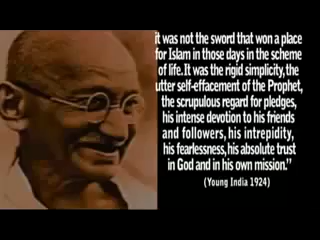 it was not the sword that won a place
for Islam in those days in the scheme
of life. It was the rigid simplicity, the
utter self-effacement of the Prophet,
the scrupulous regard for pledges,
his intense devotion to his friends
and followers, his intrepidity,
his fearlessness, his absolute trust
in God and in his own mission."
(Young India 1924)